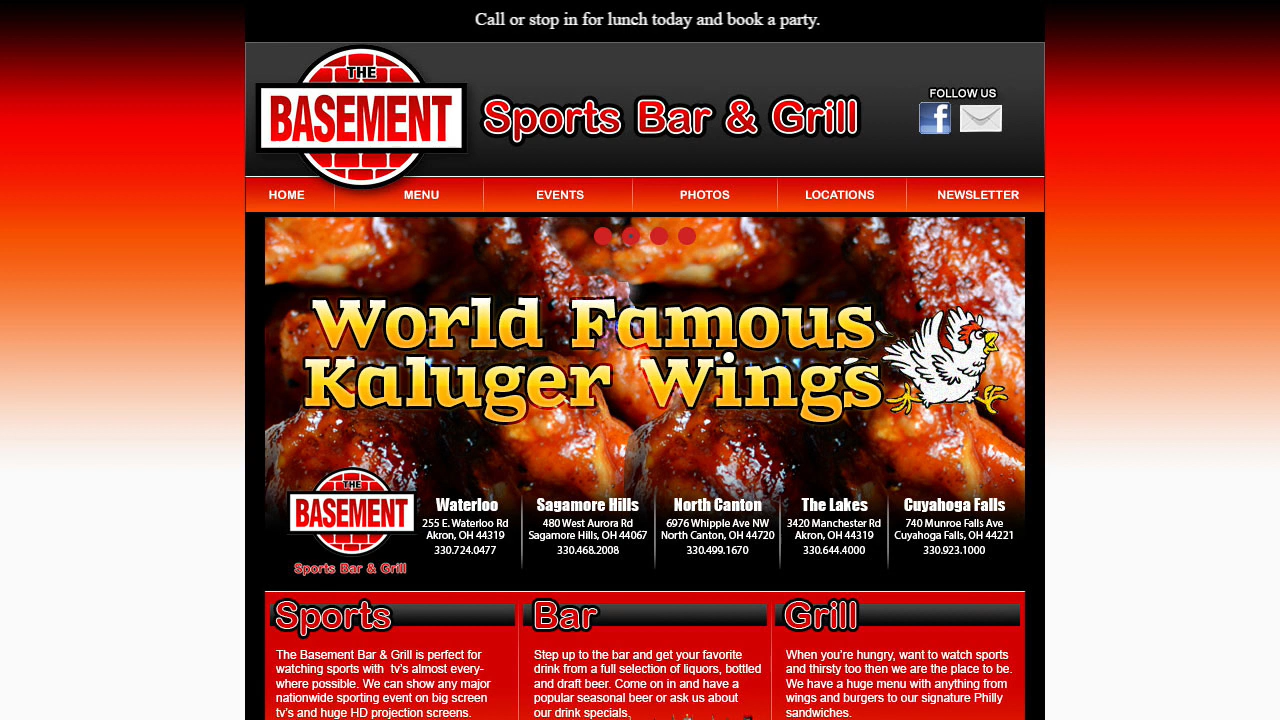 Call or stop in for lunch today and book a party.
THE
BASEMENT
Sports Bar & Grill
FOLLOW US
HOME
MENU
EVENTS
PHOTOS
LOCATIONS
NEWSLETTER
World Famous
Kaluger Wings
THE
BASEMENT
Sports Bar & Grill
Waterloo
255 E. Waterloo Rd
Akron, OH 44319
330.724.0477
Sagamore Hills
480 West Aurora Rd
Sagamore Hills, OH 44067
330.468.2008
North Canton
6976 Whipple Ave NW
North Canton, OH 44720
330.499.1670
The Lakes
3420 Manchester Rd
Akron, OH 44319
330.644.4000
Cuyahoga Falls
740 Munroe Falls Ave
Cuyahoga Falls, OH 44221
330.923.1000
Sports
The Basement Bar & Grill is perfect for
watching sports with tv's almost every-
where possible. We can show any major
nationwide sporting event on big screen
tv's and huge HD projection screens.
Bar
Step up to the bar and get your favorite
drink from a full selection of liquors, bottled
and draft beer. Come on in and have a
popular seasonal beer or ask us about
our drink specials.
Grill
When you're hungry, want to watch sports
and thirsty too then we are the place to be.
We have a huge menu with anything from
wings and burgers to our signature Philly
sandwiches.